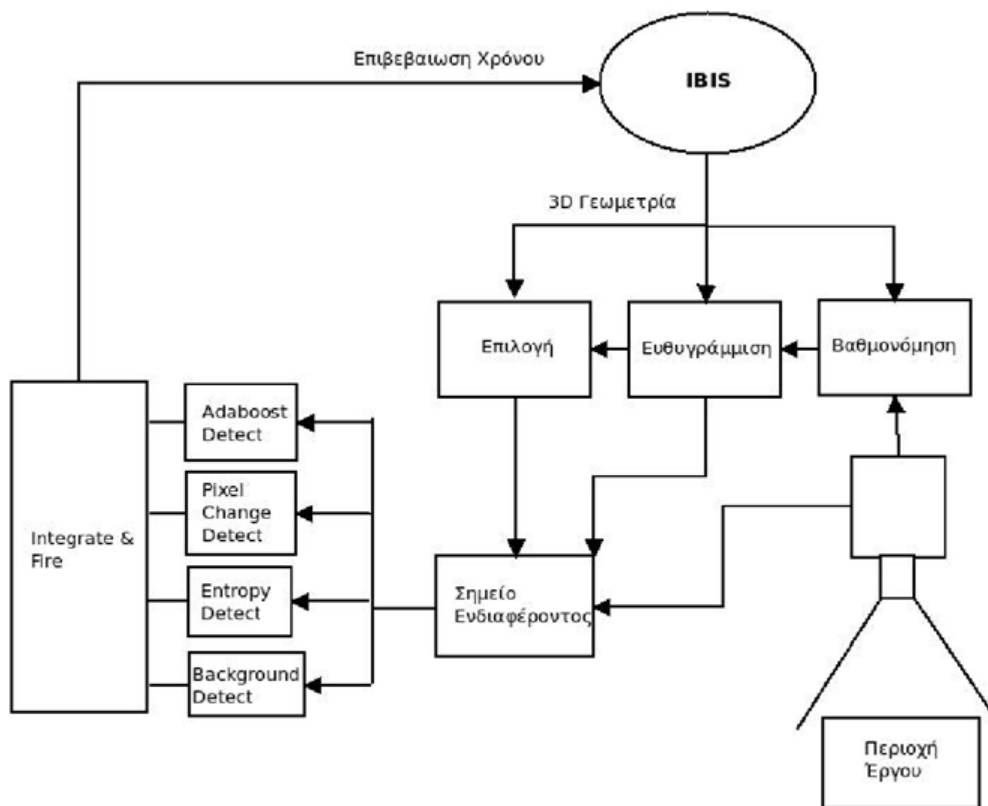 Επιβεβαιωση Χρόνου
IBIS
3D Γεωμετρία
Επιλογή
Ευθυγράμμιση
Βαθμονόμηση
Adaboost
Detect
Pixel
Change
Detect
Integrate &
Fire
Entropy
Detect
Σημείο
Ενδιαφέροντος
Background
Detect
Περιοχή
Έργου